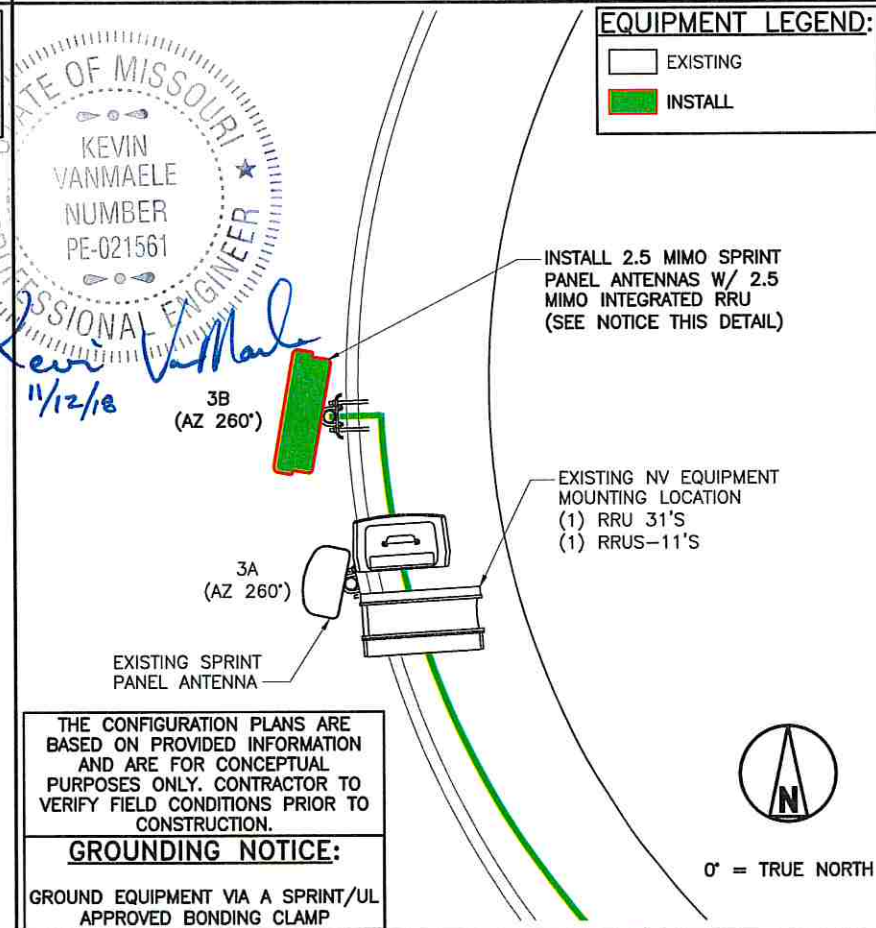 EQUIPMENT LEGEND:
EXISTING
INSTALL
STATE OF MISSOURI
KEVIN
VANMAELE
NUMBER
PE-021561
PROFESSIONAL ENGINEER
Kevin VanMaele
11/12/18
INSTALL 2.5 MIMO SPRINT
PANEL ANTENNAS W/ 2.5
MIMO INTEGRATED RRU
(SEE NOTICE THIS DETAIL)
3B
(AZ 260°)
EXISTING NV EQUIPMENT
MOUNTING LOCATION
(1) RRU 31'S
(1) RRUS-11'S
3A
(AZ 260°)
EXISTING SPRINT
PANEL ANTENNA
THE CONFIGURATION PLANS ARE
BASED ON PROVIDED INFORMATION
AND ARE FOR CONCEPTUAL
PURPOSES ONLY. CONTRACTOR TO
VERIFY FIELD CONDITIONS PRIOR TO
CONSTRUCTION.
GROUNDING NOTICE:
GROUND EQUIPMENT VIA A SPRINT/UL
APPROVED BONDING CLAMP
N
0° = TRUE NORTH